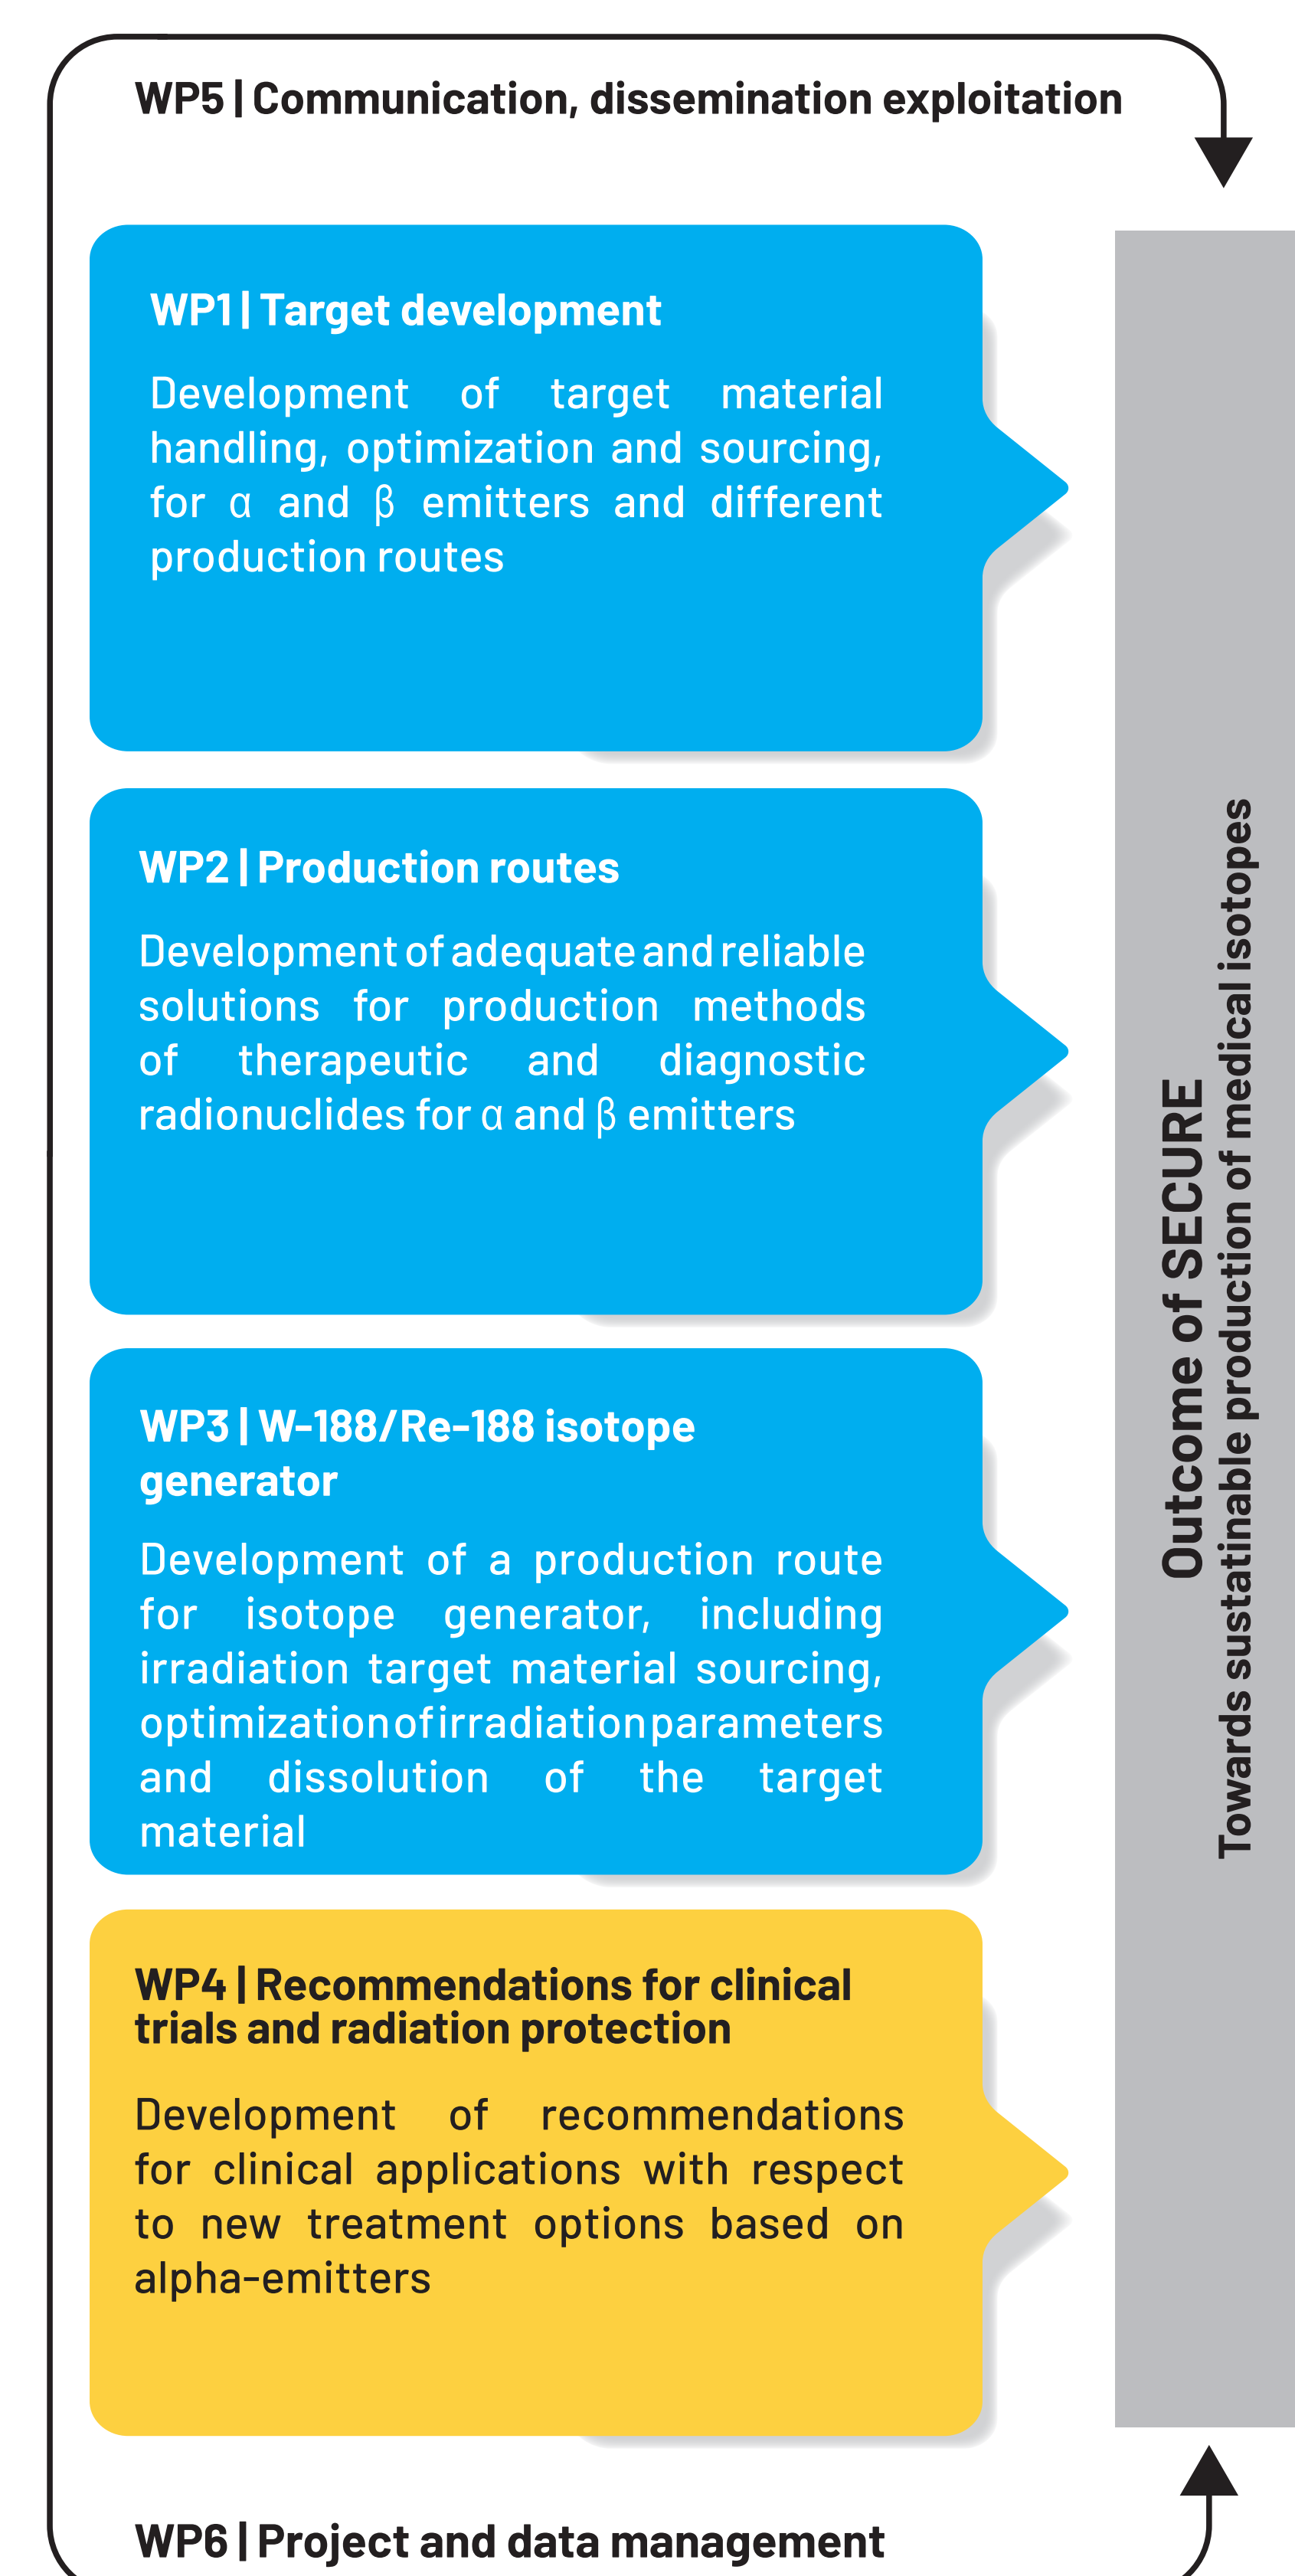 WP5 | Communication, dissemination exploitation
WP1 | Target development
Development of target material
handling, optimization and sourcing,
for α and β emitters and different
production routes
WP2 | Production routes
Development of adequate and reliable
solutions for production methods
of therapeutic and diagnostic
radionuclides for α and β emitters
WP3 | W-188/Re-188 isotope
generator
Development of a production route
for isotope generator, including
irradiation target material sourcing,
optimization of irradiation parameters
and dissolution of the target
material
WP4 | Recommendations for clinical
trials and radiation protection
Development of recommendations
for clinical applications with respect
to new treatment options based on
alpha-emitters
WP6 | Project and data management
Outcome of SECURE
Towards sustatinable production of medical isotopes